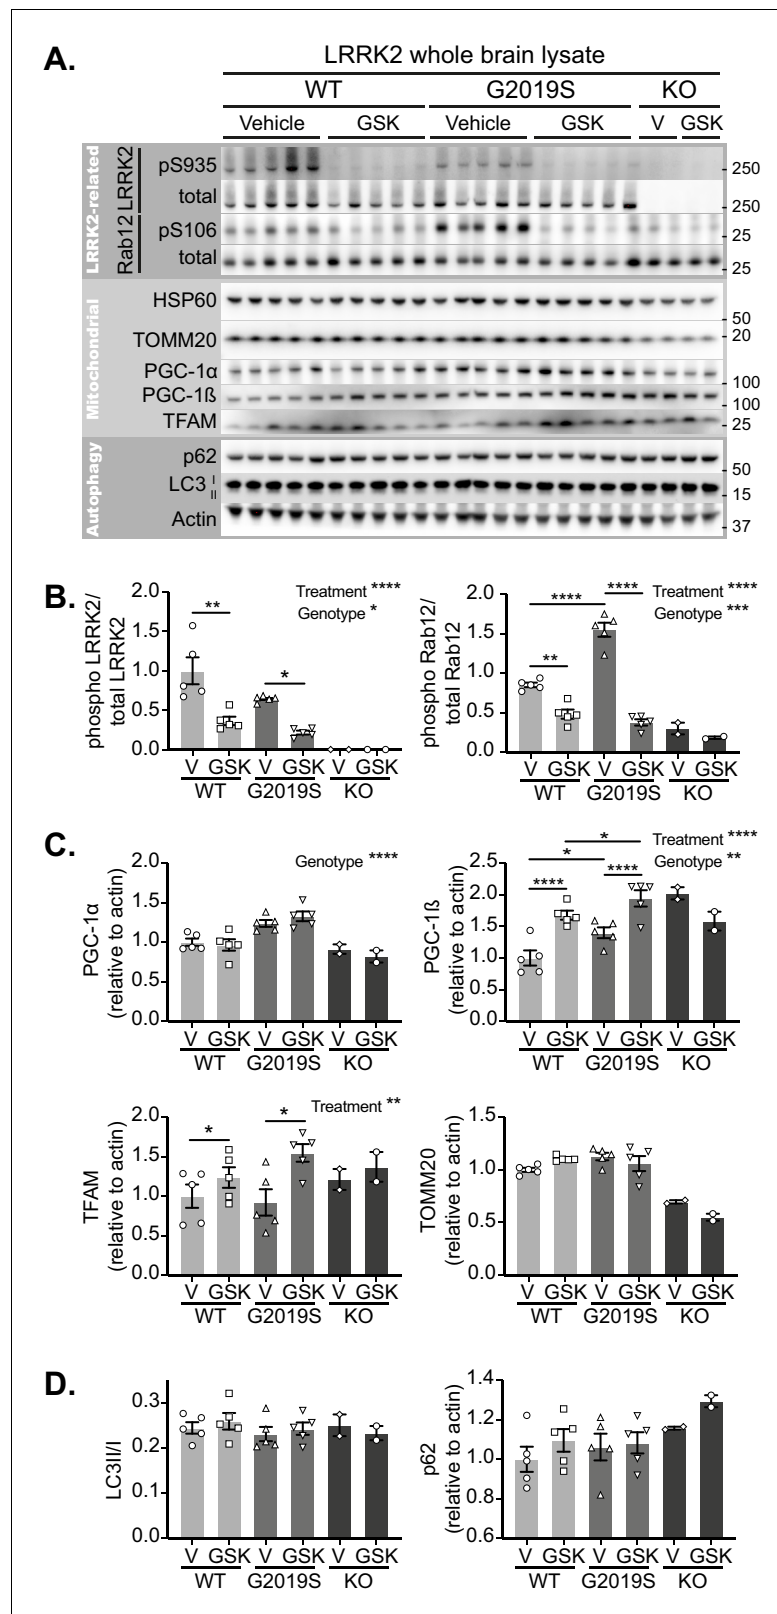 A.
LRRK2 whole brain lysate
WT G2019S KO
Vehicle GSK Vehicle GSK V GSK
LRRK2-related
LRRK2
pS935 250
total 250
Rab12
pS106 25
total 25
Mitochondrial
HSP60 50
TOMM20 20
PGC-1α 100
PGC-1ß 100
TFAM 25
Autophagy
p62 50
LC3 I II 15
Actin 37
B.
phospho LRRK2/
total LRRK2
2.0
1.5
1.0
0.5
0.0
Treatment ****
Genotype *
** *
V GSK V GSK V GSK
WT G2019S KO
phospho Rab12/
total Rab12
2.0
1.5
1.0
0.5
0.0
Treatment ****
Genotype ***
**** ****
**
V GSK V GSK V GSK
WT G2019S KO
C.
PGC-1α
(relative to actin)
2.0
1.5
1.0
0.5
0.0
Genotype ****
V GSK V GSK V GSK
WT G2019S KO
PGC-1ß
(relative to actin)
2.5
2.0
1.5
1.0
0.5
0.0
Treatment ****
Genotype **
*
*
**** ****
V GSK V GSK V GSK
WT G2019S KO
TFAM
(relative to actin)
2.0
1.5
1.0
0.5
0.0
Treatment **
* *
V GSK V GSK V GSK
WT G2019S KO
TOMM20
(relative to actin)
1.5
1.0
0.5
0.0
V GSK V GSK V GSK
WT G2019S KO
D.
LC3II/I
0.3
0.2
0.1
0.0
V GSK V GSK V GSK
WT G2019S KO
p62
(relative to actin)
1.4
1.2
1.0
0.8
0.6
V GSK V GSK V GSK
WT G2019S KO